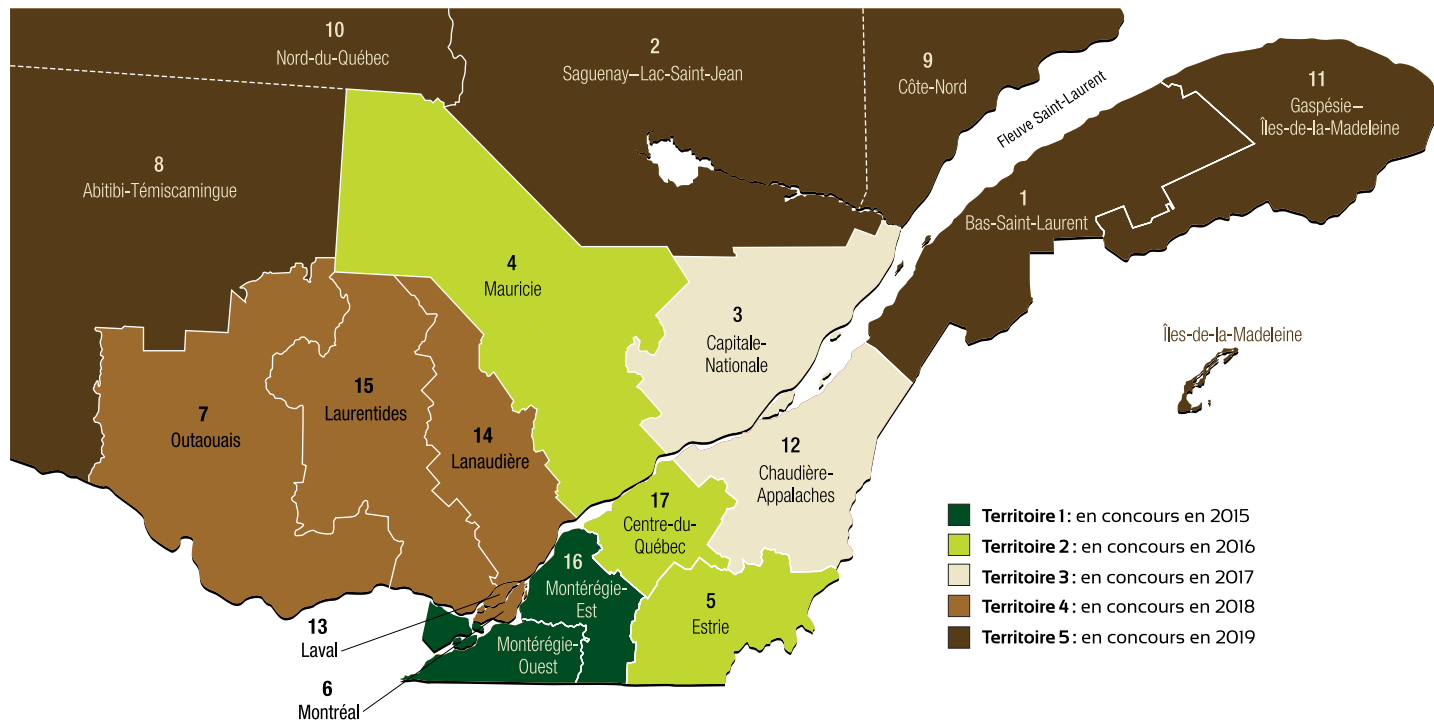 10
Nord-du-Québec
2
Saguenay–Lac-Saint-Jean
9
Côte-Nord
Fleuve Saint-Laurent
11
Gaspésie–
Îles-de-la-Madeleine
8
Abitibi-Témiscamingue
1
Bas-Saint-Laurent
4
Mauricie
3
Capitale-
Nationale
Îles-de-la-Madeleine
15
Laurentides
7
Outaouais
14
Lanaudière
12
Chaudière-
Appalaches
17
Centre-du-
Québec
16
Montérégie-
Est
5
Estrie
13
Laval
Montérégie-
Ouest
6
Montréal
Territoire 1 : en concours en 2015
Territoire 2 : en concours en 2016
Territoire 3 : en concours en 2017
Territoire 4 : en concours en 2018
Territoire 5 : en concours en 2019